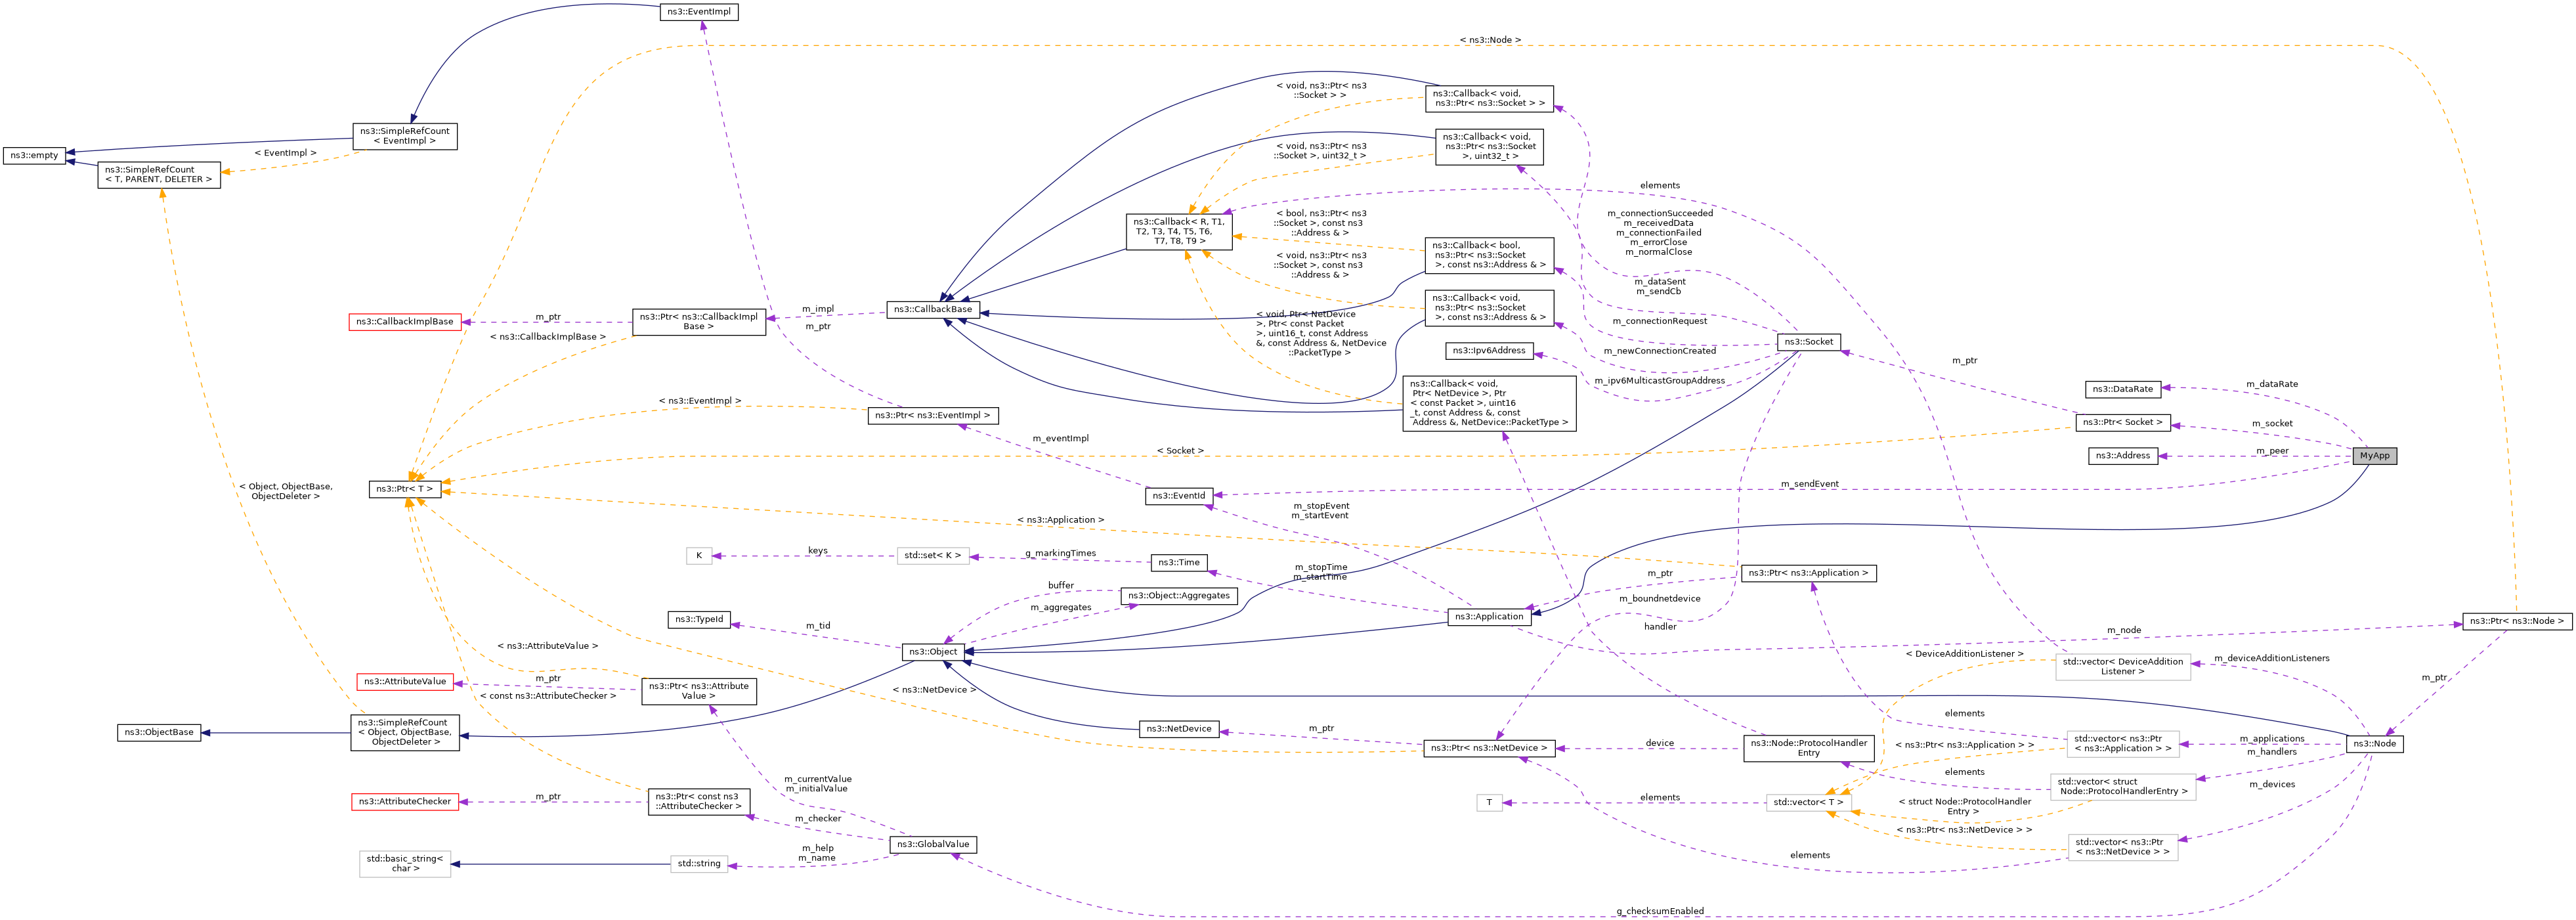 ns3::EventImpl
< ns3::Node >
< void, ns3::Ptr< ns3
::Socket > >
ns3::Callback< void,
ns3::Ptr< ns3::Socket > >
ns3::SimpleRefCount
< EventImpl >
ns3::empty
< EventImpl >
ns3::SimpleRefCount
< T, PARENT, DELETER >
< void, ns3::Ptr< ns3
::Socket >, uint32_t >
ns3::Callback< void,
ns3::Ptr< ns3::Socket
>, uint32_t >
elements
ns3::Callback< R, T1,
T2, T3, T4, T5, T6,
T7, T8, T9 >
< bool, ns3::Ptr< ns3
::Socket >, const ns3
::Address & >
ns3::Callback< bool,
ns3::Ptr< ns3::Socket
>, const ns3::Address & >
m_connectionSucceeded
m_receivedData
m_connectionFailed
m_errorClose
m_normalClose
< void, ns3::Ptr< ns3
::Socket >, const ns3
::Address & >
ns3::Callback< void,
ns3::Ptr< ns3::Socket
>, const ns3::Address & >
m_dataSent
m_sendCb
ns3::CallbackImplBase
m_ptr
ns3::Ptr< ns3::CallbackImpl
Base >
m_impl
m_ptr
ns3::CallbackBase
< void, Ptr< NetDevice
>, Ptr< const Packet
>, uint16_t, const Address
&, const Address &, NetDevice
::PacketType >
m_connectionRequest
ns3::Socket
< ns3::CallbackImplBase >
ns3::Ipv6Address
m_newConnectionCreated
m_ptr
m_ipv6MulticastGroupAddress
ns3::Callback< void,
Ptr< NetDevice >, Ptr
< const Packet >, uint16
_t, const Address &, const
Address &, NetDevice::PacketType >
ns3::DataRate
m_dataRate
< ns3::EventImpl >
ns3::Ptr< ns3::EventImpl >
ns3::Ptr< Socket >
m_socket
m_eventImpl
< Socket >
ns3::Address
m_peer
MyApp
< Object, ObjectBase,
ObjectDeleter >
ns3::Ptr< T >
ns3::EventId
m_sendEvent
m_stopEvent
m_startEvent
< ns3::Application >
K
keys
std::set< K >
g_markingTimes
ns3::Time
m_stopTime
m_startTime
m_ptr
ns3::Ptr< ns3::Application >
buffer
ns3::Object::Aggregates
m_aggregates
m_boundnetdevice
ns3::TypeId
m_tid
ns3::Application
handler
ns3::Ptr< ns3::Node >
m_node
ns3::Object
< ns3::AttributeValue >
< DeviceAdditionListener >
std::vector< DeviceAddition
Listener >
m_deviceAdditionListeners
ns3::AttributeValue
m_ptr
ns3::Ptr< ns3::Attribute
Value >
< ns3::NetDevice >
m_ptr
< const ns3::AttributeChecker >
elements
ns3::ObjectBase
ns3::SimpleRefCount
< Object, ObjectBase,
ObjectDeleter >
ns3::NetDevice
m_ptr
ns3::Ptr< ns3::NetDevice >
device
ns3::Node::ProtocolHandler
Entry
< ns3::Ptr< ns3::Application > >
std::vector< ns3::Ptr
< ns3::Application > >
m_applications
m_handlers
ns3::Node
elements
std::vector< struct
Node::ProtocolHandlerEntry >
m_devices
m_currentValue
m_initialValue
ns3::AttributeChecker
m_ptr
ns3::Ptr< const ns3
::AttributeChecker >
T
elements
std::vector< T >
< struct Node::ProtocolHandler
Entry >
m_checker
< ns3::Ptr< ns3::NetDevice > >
ns3::GlobalValue
std::vector< ns3::Ptr
< ns3::NetDevice > >
std::basic_string<
char >
std::string
m_help
m_name
elements
g_checksumEnabled